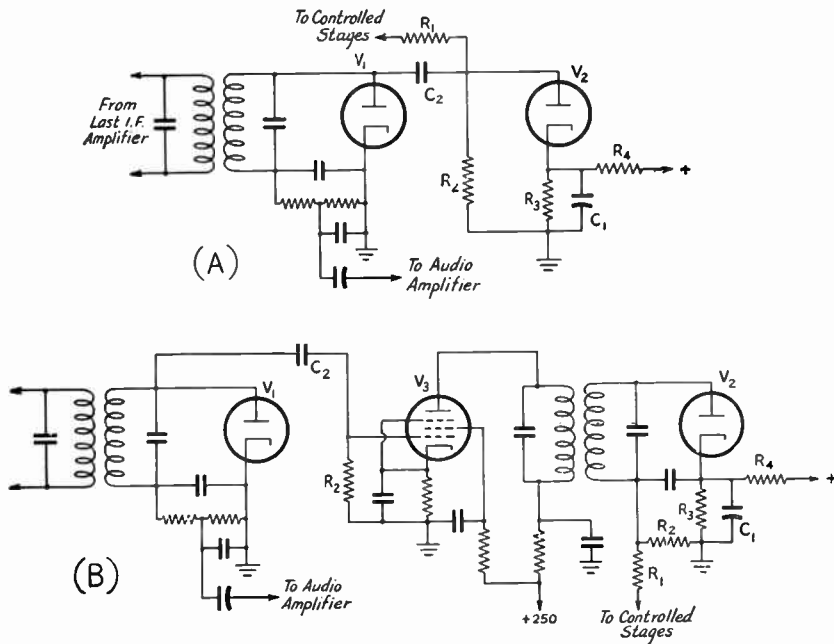 To Controlled
Stages
R₁
V₁
C₂
V₂
From
Last I.F.
Amplifier
R₂
R₄
+
R₃
C₁
(A)
To Audio
Amplifier
C₂
V₁
V₃
V₂
R₂
R₄
+
R₃
C₁
R₂
R₁
(B)
To Audio
Amplifier
+250
To Controlled
Stages